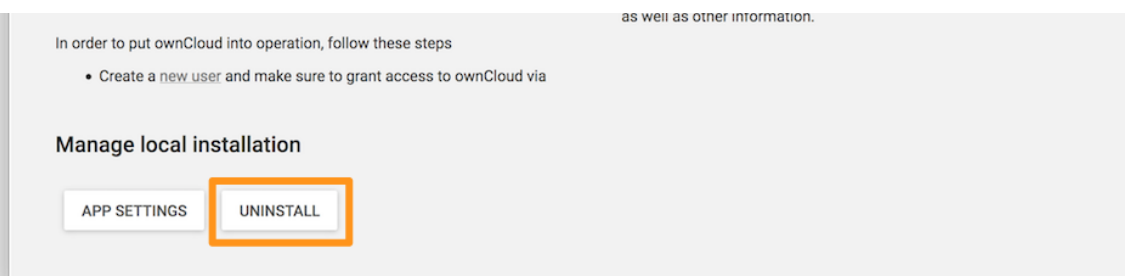 as well as other information.
In order to put ownCloud into operation, follow these steps
• Create a new user and make sure to grant access to ownCloud via
Manage local installation
APP SETTINGS
UNINSTALL